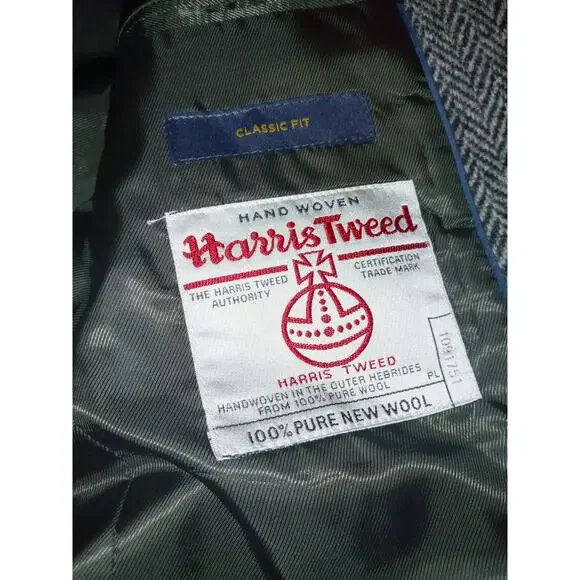 CLASSIC FIT
HAND WOVEN
Harris Tweed
THE HARRIS TWEED
AUTHORITY
CERTIFICATION
TRADE MARK
HARRIS TWEED
HANDWOVEN IN THE OUTER HEBRIDES
FROM 100% PURE WOOL
PL
1091751
100% PURE NEW WOOL